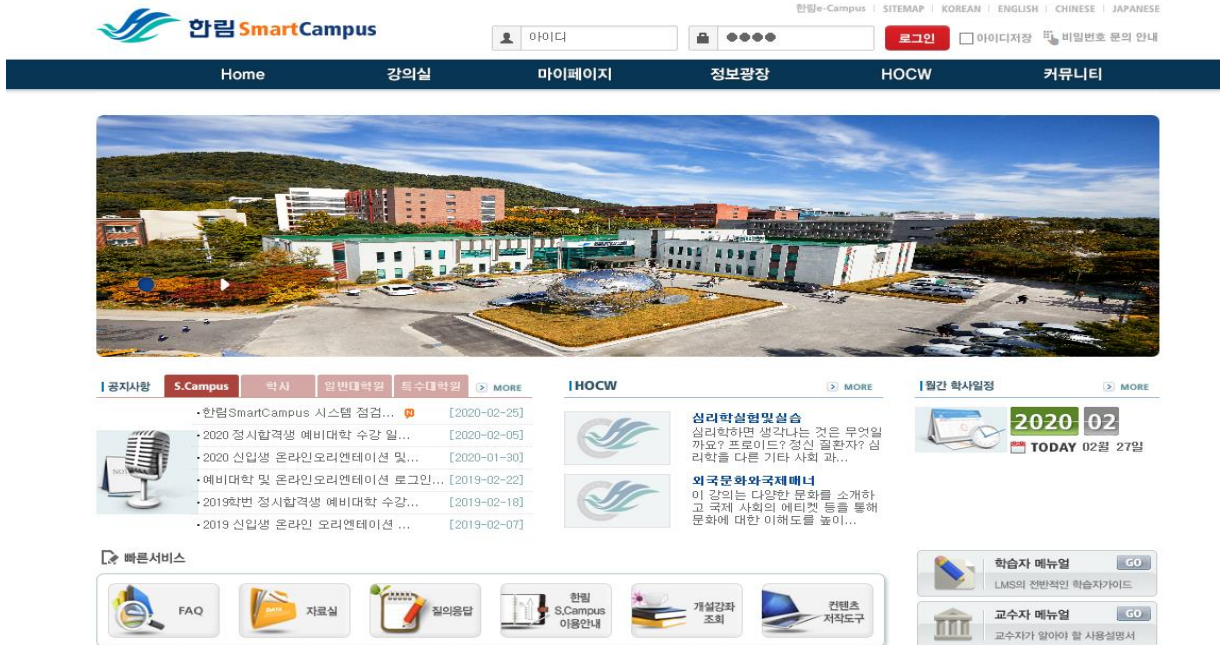 한림e-Campus | SITEMAP | KOREAN | ENGLISH | CHINESE | JAPANESE
한림 SmartCampus
아이디
로그인
아이디저장
비밀번호 문의 안내
Home 강의실 마이페이지 정보광장 HOCW 커뮤니티
공지사항 S.Campus 학사 일반대학원 특수대학원 MORE
·한림SmartCampus 시스템 점검... [2020-02-25]
·2020 정시합격생 예비대학 수강 일... [2020-02-05]
·2020 신입생 온라인오리엔테이션 및... [2020-01-30]
·예비대학 및 온라인오리엔테이션 로그인... [2019-02-22]
·2019학번 정시합격생 예비대학 수강... [2019-02-18]
·2019 신입생 온라인 오리엔테이션 ... [2019-02-07]
HOCW MORE
심리학실험및실습
심리학하면 생각나는 것은 무엇일
까요? 프로이드? 정신 질환자? 심
리학을 다른 기타 사회 과...
외국문화와국제매너
이 강의는 다양한 문화를 소개하
고 국제 사회의 에티켓 등을 통해
문화에 대한 이해도를 높이...
월간 학사일정 MORE
2020 02
TODAY 02월 27일
빠른서비스
FAQ
DATA
자료실
질의응답
한림
S,Campus
이용안내
개설강좌
조회
컨텐츠
저작도구
학습자 메뉴얼 GO
LMS의 전반적인 학습자가이드
교수자 메뉴얼 GO
교수자가 알아야 할 사용설명서